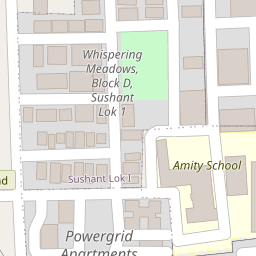 Whispering
Meadows,
Block D,
Sushant
Lok 1
Amity School
Sushant Lok I
Powergrid
Apartments